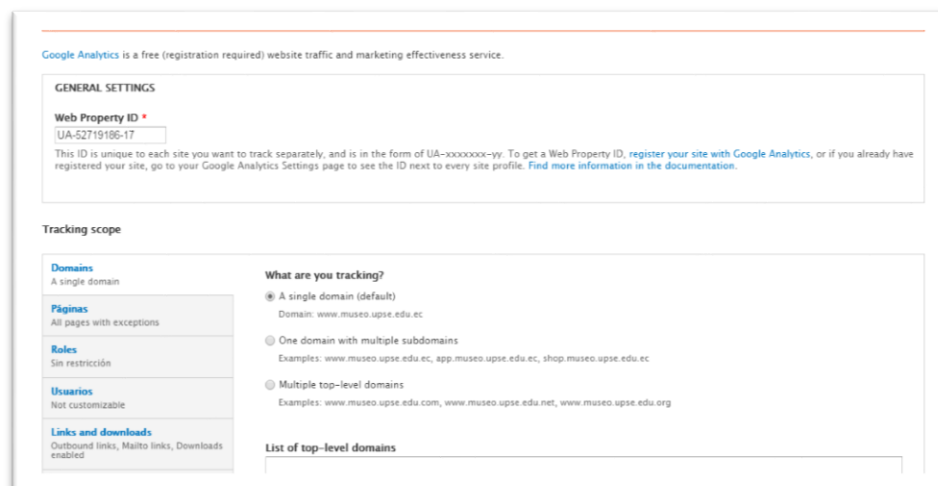 Google Analytics is a free (registration required) website traffic and marketing effectiveness service.
GENERAL SETTINGS
Web Property ID *
UA-52719186-17
This ID is unique to each site you want to track separately, and is in the form of UA-xxxxxxx-yy. To get a Web Property ID, register your site with Google Analytics, or if you already have
registered your site, go to your Google Analytics Settings page to see the ID next to every site profile. Find more information in the documentation.
Tracking scope
Domains
A single domain
Páginas
All pages with exceptions
Roles
Sin restricción
Usuarios
Not customizable
Links and downloads
Outbound links, Mailto links, Downloads
enabled
What are you tracking?
A single domain (default)
Domain: www.museo.upse.edu.ec
One domain with multiple subdomains
Examples: www.museo.upse.edu.ec, app.museo.upse.edu.ec, shop.museo.upse.edu.ec
Multiple top-level domains
Examples: www.museo.upse.edu.com, www.museo.upse.edu.net, www.museo.upse.edu.org
List of top-level domains